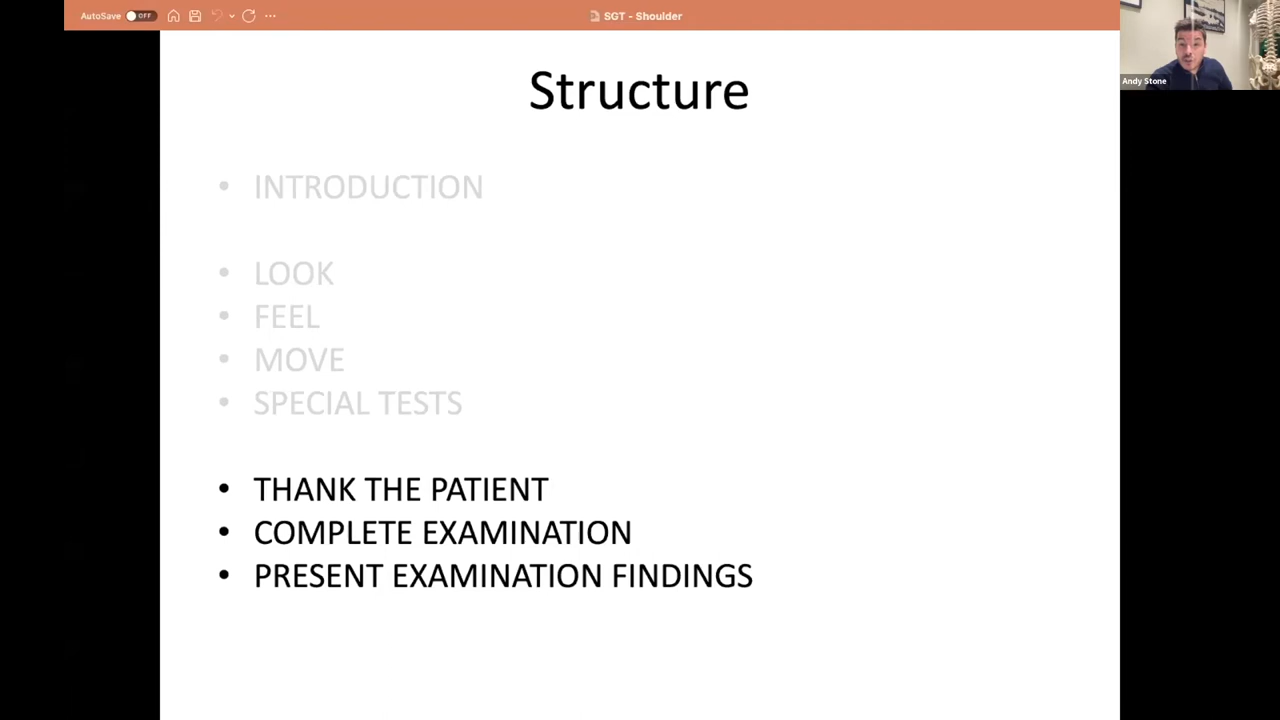 AutoSave OFF
SGT - Shoulder
Andy Stone
Structure
• INTRODUCTION
• LOOK
• FEEL
• MOVE
• SPECIAL TESTS
• THANK THE PATIENT
• COMPLETE EXAMINATION
• PRESENT EXAMINATION FINDINGS